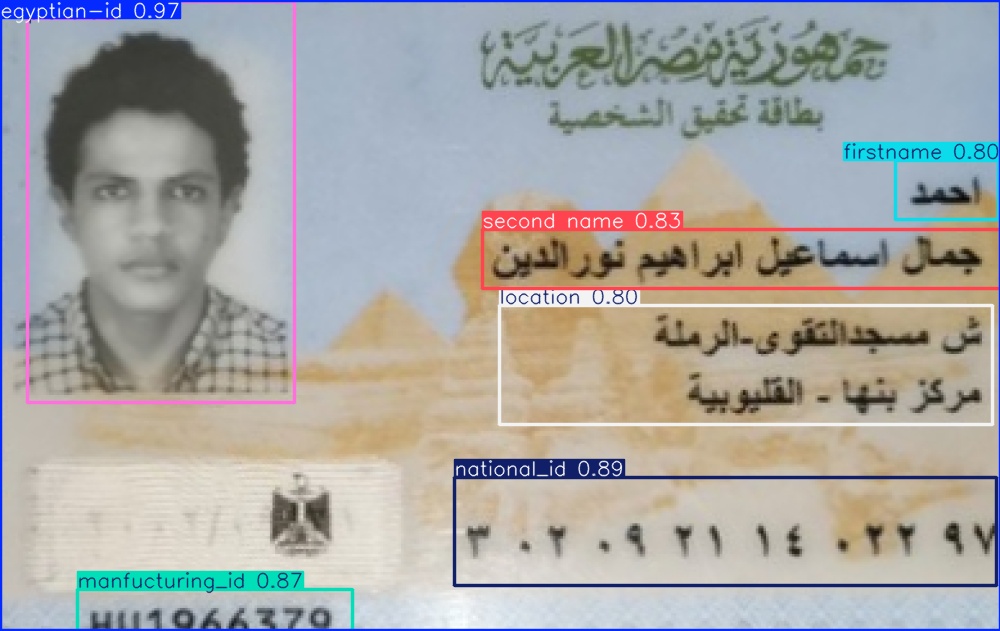 egyptian-id 0.97
جمهورية مصر العربية
بطاقة تحقيق الشخصية
firstname 0.80
احمد
second name 0.83
جمال اسماعيل ابراهيم نورالدين
location 0.80
ش مسجدالتقوى-الرملة
مركز بنها - القليوبية
national_id 0.89
٣ ٠٢ ٠٩ ٢١ ١٤ ٠٢٢ ٩٧
manfucturing_id 0.87
HU1966379